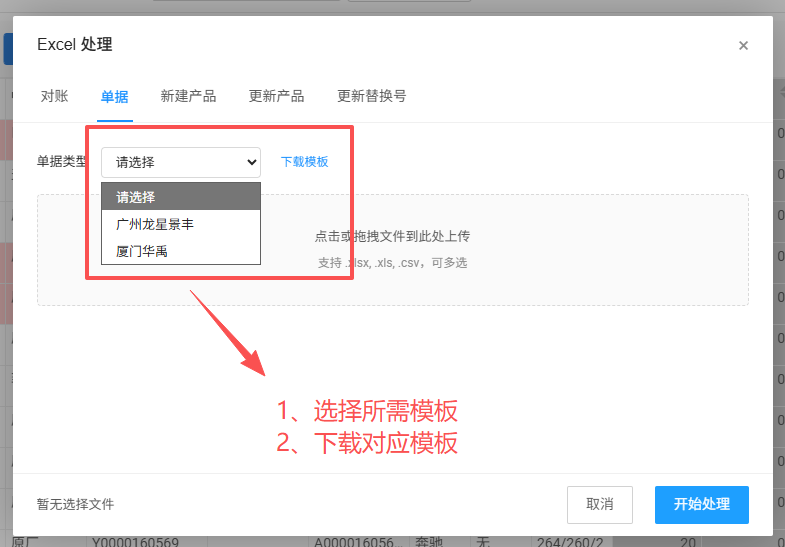 Excel 处理
×
对账 单据 新建产品 更新产品 更新替换号
单据类型 请选择 下载模板
请选择
广州龙星景丰
厦门华禹
点击或拖拽文件到此处上传
支持 .xlsx, .xls, .csv，可多选
1、选择所需模板
2、下载对应模板
暂无选择文件 取消 开始处理
原厂 Y0000160569 A000016056... 奔驰 无 264/260/2 20